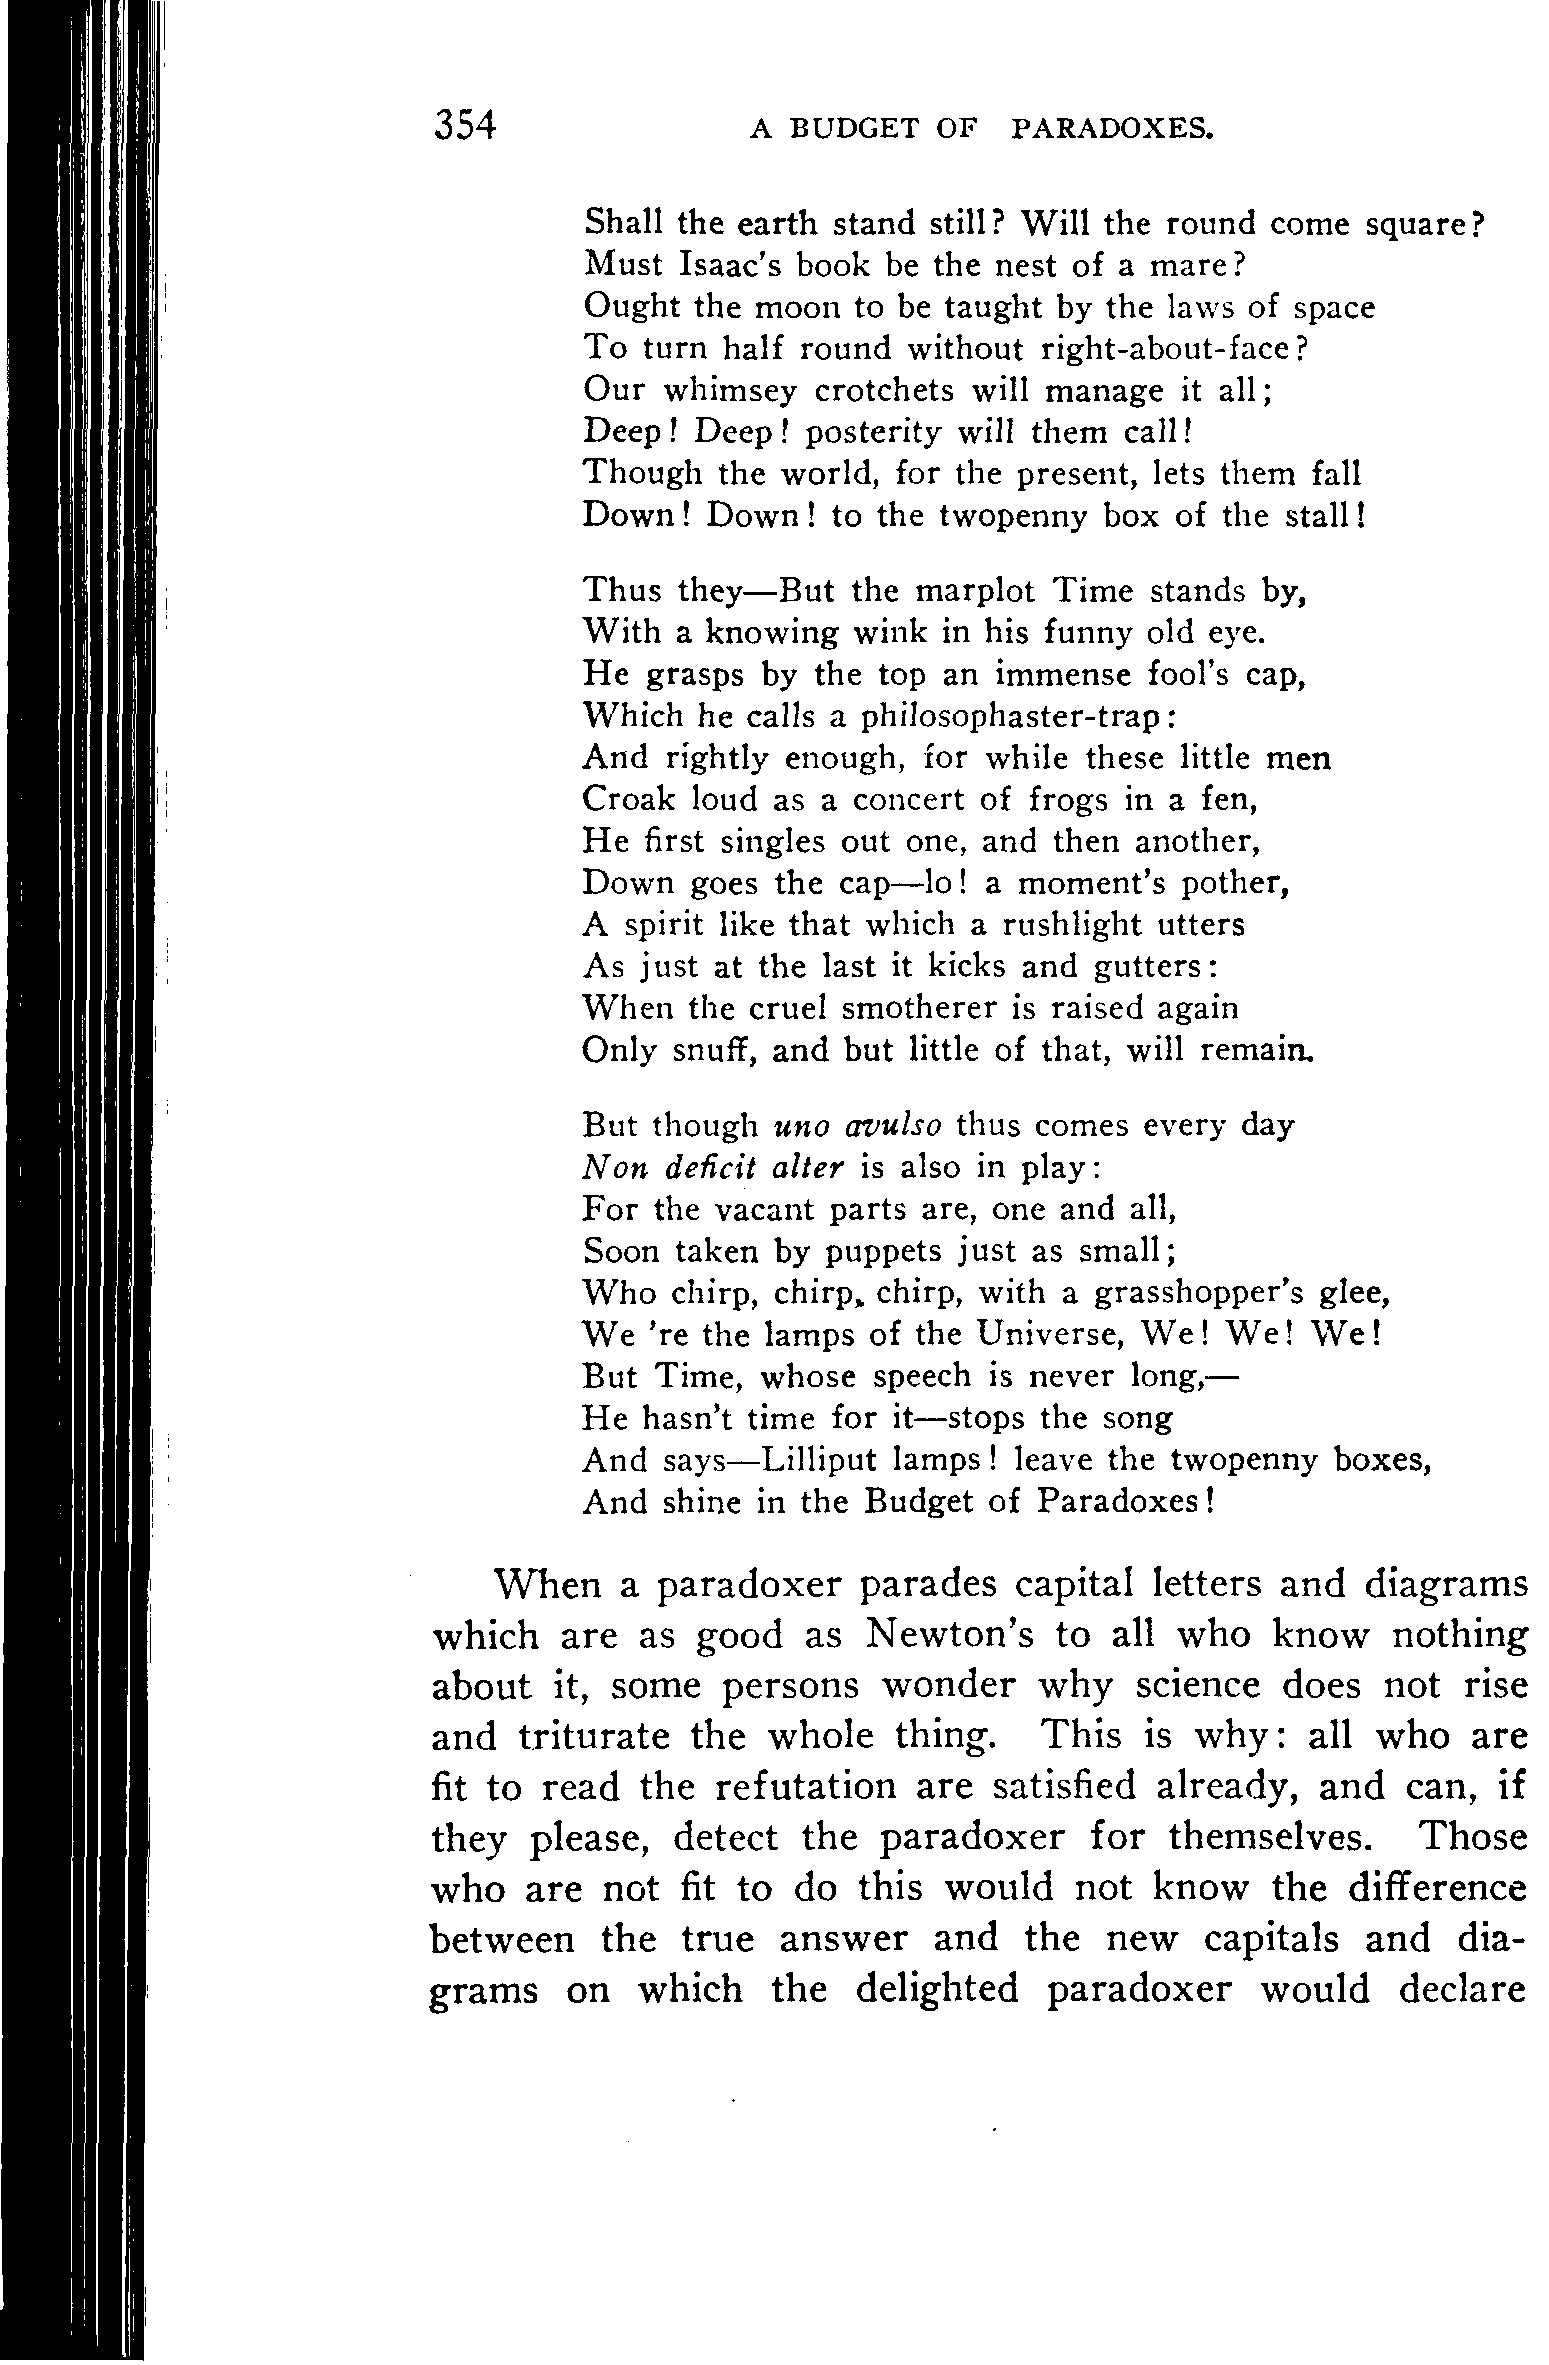 354 A BUDGET OF PARADOXES.
Shall the earth stand still? Will the round come square?
Must Isaac's book be the nest of a mare?
Ought the moon to be taught by the laws of space
To turn half round without right-about-face?
Our whimsey crotchets will manage it all;
Deep! Deep! posterity will them call!
Though the world, for the present, lets them fall
Down! Down! to the twopenny box of the stall!
Thus they—But the marplot Time stands by,
With a knowing wink in his funny old eye.
He grasps by the top an immense fool's cap,
Which he calls a philosophaster-trap:
And rightly enough, for while these little men
Croak loud as a concert of frogs in a fen,
He first singles out one, and then another,
Down goes the cap—lo! a moment's pother,
A spirit like that which a rushlight utters
As just at the last it kicks and gutters:
When the cruel smotherer is raised again
Only snuff, and but little of that, will remain.
But though uno avulso thus comes every day
Non deficit alter is also in play:
For the vacant parts are, one and all,
Soon taken by puppets just as small;
Who chirp, chirp, chirp, with a grasshopper's glee,
We 're the lamps of the Universe, We! We! We!
But Time, whose speech is never long,—
He hasn't time for it—stops the song
And says—Lilliput lamps! leave the twopenny boxes,
And shine in the Budget of Paradoxes!
When a paradoxer parades capital letters and diagrams
which are as good as Newton's to all who know nothing
about it, some persons wonder why science does not rise
and triturate the whole thing. This is why: all who are
fit to read the refutation are satisfied already, and can, if
they please, detect the paradoxer for themselves. Those
who are not fit to do this would not know the difference
between the true answer and the new capitals and dia-
grams on which the delighted paradoxer would declare